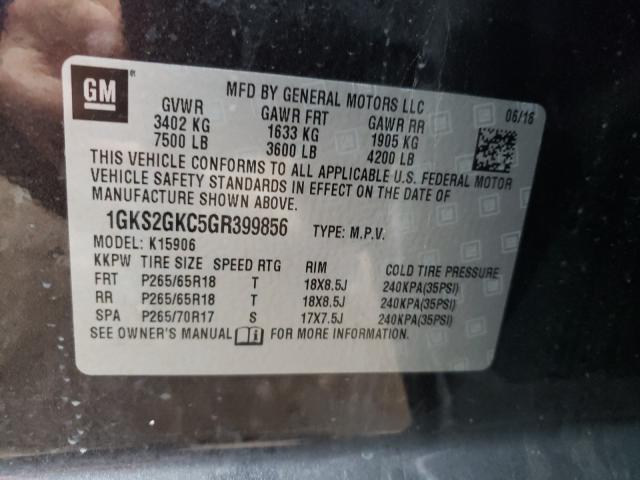 GM
MFD BY GENERAL MOTORS LLC
06/16
GVWR GAWR FRT GAWR RR
3402 KG 1633 KG 1905 KG
7500 LB 3600 LB 4200 LB
THIS VEHICLE CONFORMS TO ALL APPLICABLE U.S. FEDERAL MOTOR
VEHICLE SAFETY STANDARDS IN EFFECT ON THE DATE OF
MANUFACTURE SHOWN ABOVE.
1GKS2GKC5GR399856 TYPE: M.P.V.
MODEL: K15906
KKPW TIRE SIZE SPEED RTG RIM COLD TIRE PRESSURE
FRT P265/65R18 T 18X8.5J 240KPA(35PSI)
RR P265/65R18 T 18X8.5J 240KPA(35PSI)
SPA P265/70R17 S 17X7.5J 240KPA(35PSI)
SEE OWNER'S MANUAL FOR MORE INFORMATION.